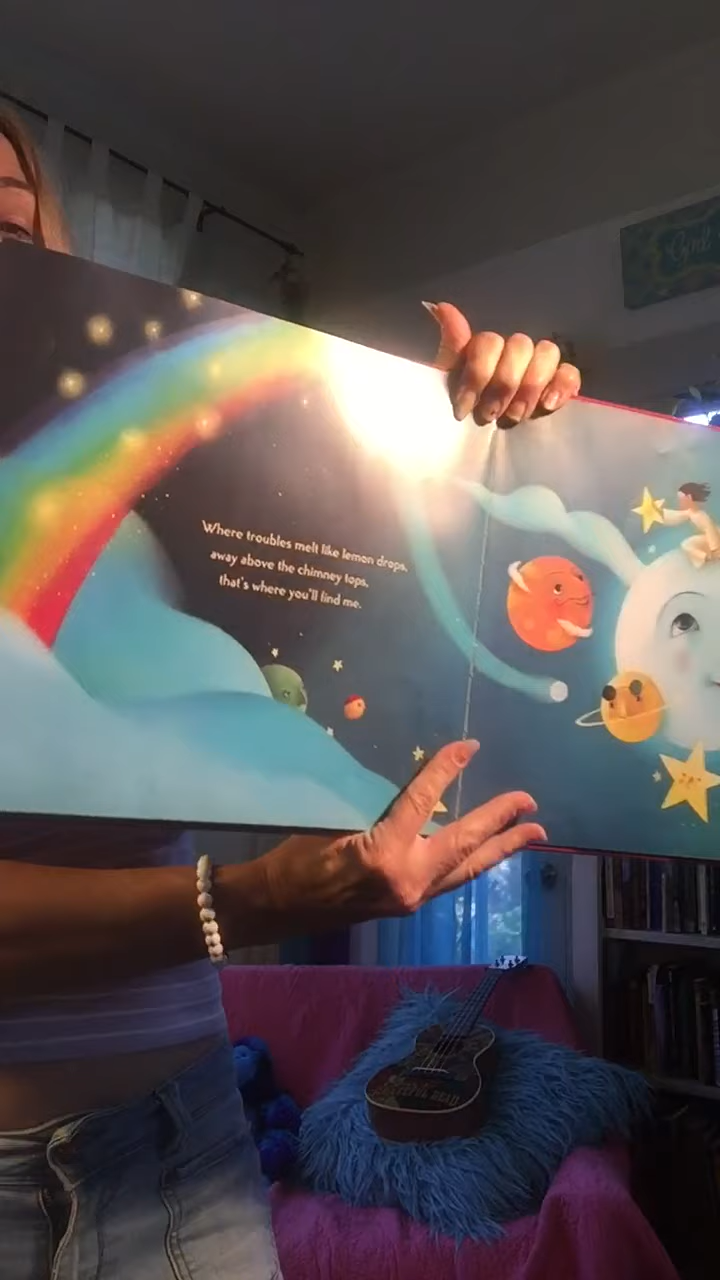 Where troubles melt like lemon drops,
away above the chimney tops,
that's where you'll find me.